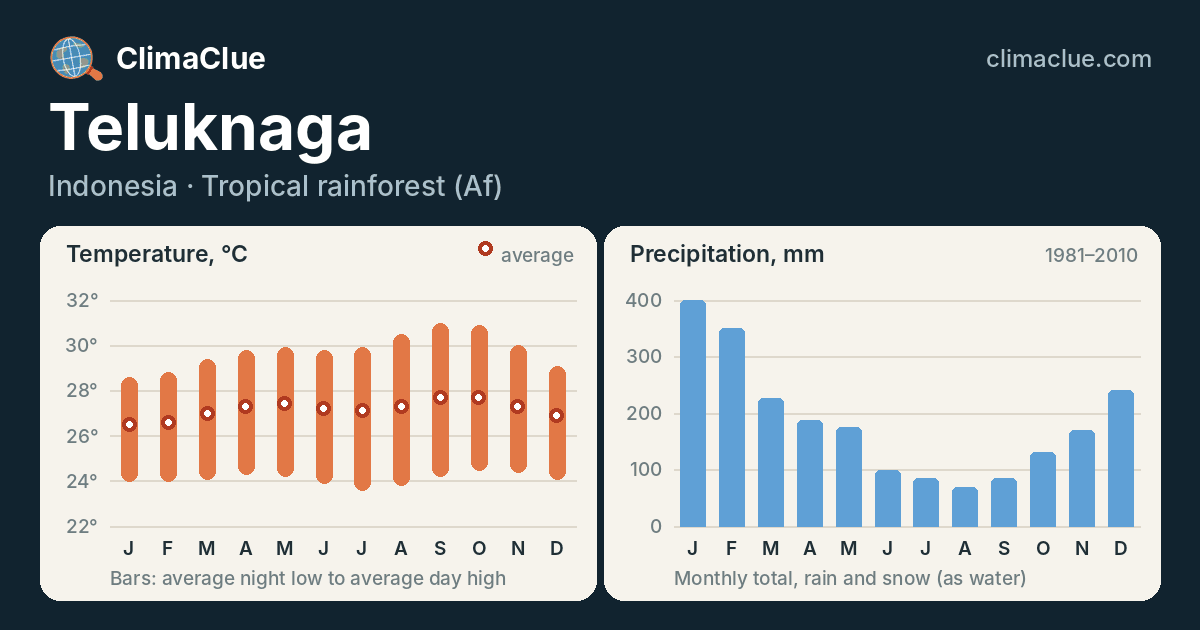 ClimaClue
climaclue.com
Teluknaga
Indonesia · Tropical rainforest (Af)
Temperature, °C
average
32°
30°
28°
26°
24°
22°
J F M A M J J A S O N D
Bars: average night low to average day high
Precipitation, mm
1981–2010
400
300
200
100
0
J F M A M J J A S O N D
Monthly total, rain and snow (as water)